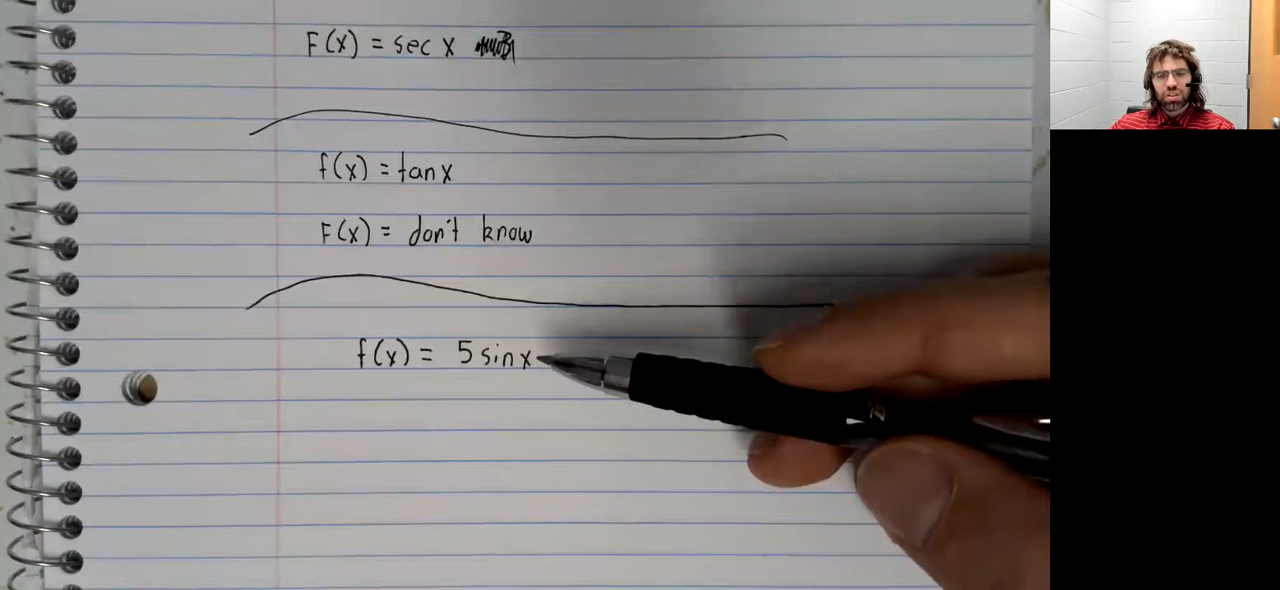 F(x) = sec x
f(x) = tan x
F(x) = don't know
f(x) = 5 sin x